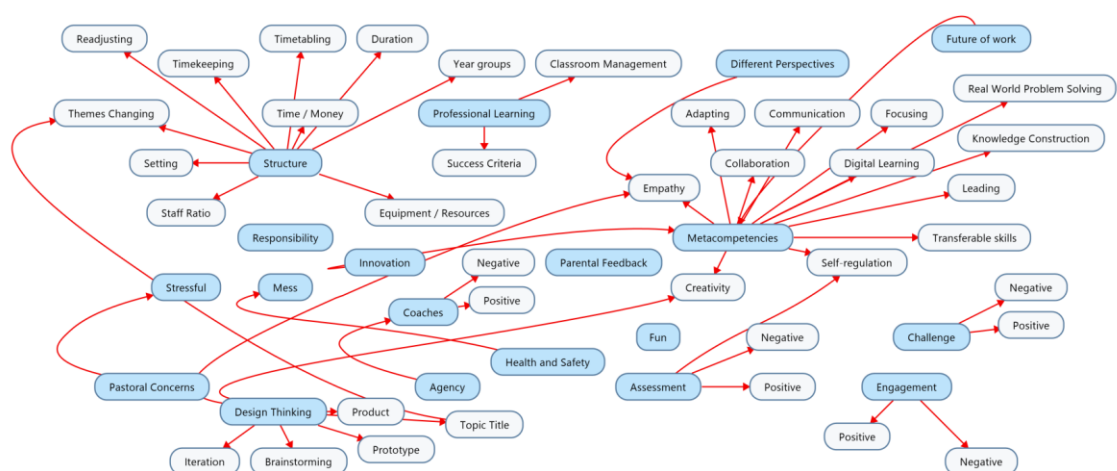 Readjusting
Timetabling
Duration
Future of work
Timekeeping
Year groups
Classroom Management
Different Perspectives
Real World Problem Solving
Themes Changing
Time / Money
Professional Learning
Adapting
Communication
Focusing
Knowledge Construction
Setting
Structure
Success Criteria
Collaboration
Digital Learning
Empathy
Leading
Staff Ratio
Equipment / Resources
Responsibility
Metacompetencies
Transferable skills
Innovation
Negative
Parental Feedback
Self-regulation
Stressful
Mess
Positive
Creativity
Negative
Coaches
Positive
Fun
Negative
Challenge
Health and Safety
Pastoral Concerns
Agency
Assessment
Positive
Engagement
Design Thinking
Product
Topic Title
Positive
Prototype
Iteration
Brainstorming
Negative